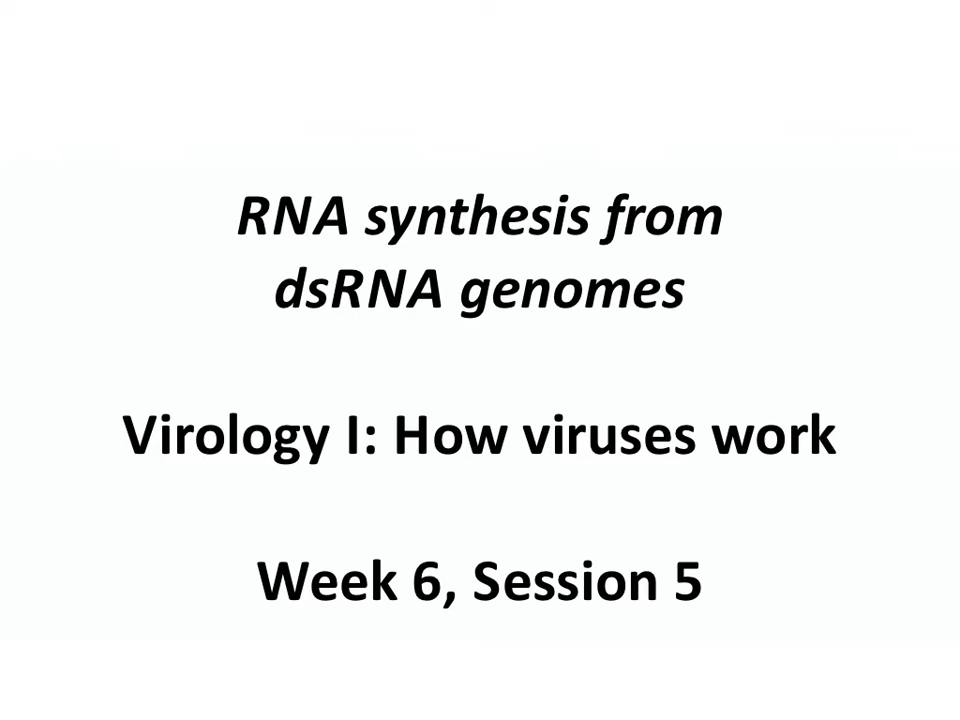 RNA synthesis from
dsRNA genomes
Virology I: How viruses work
Week 6, Session 5